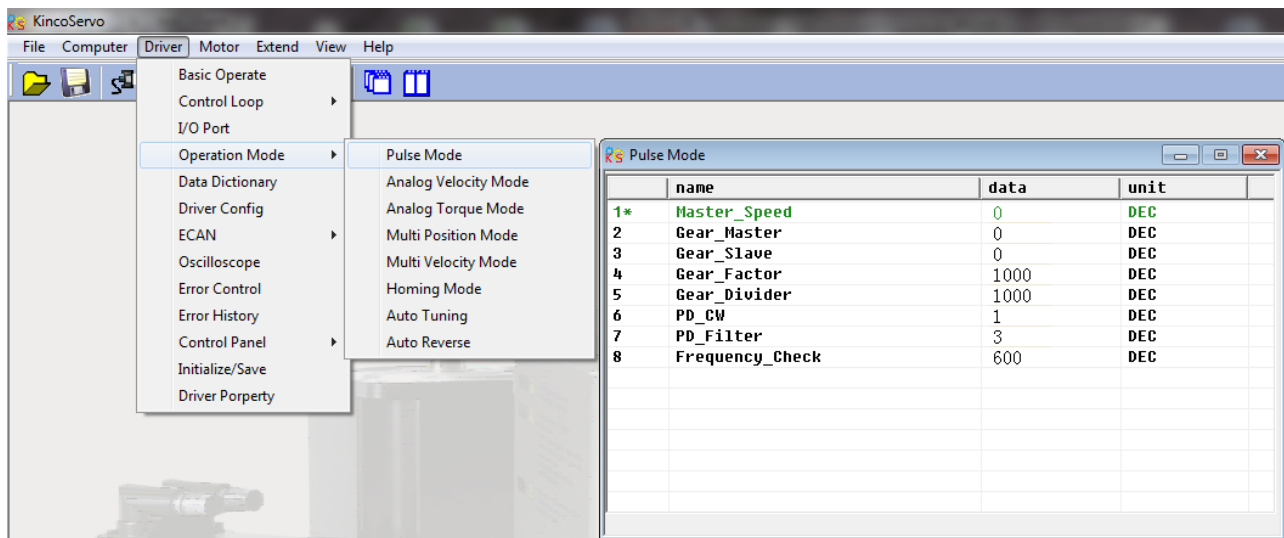 KincoServo
File Computer Driver Motor Extend View Help
Basic Operate
Control Loop
I/O Port
Operation Mode
Data Dictionary
Driver Config
ECAN
Oscilloscope
Error Control
Error History
Control Panel
Initialize/Save
Driver Porperty
Pulse Mode
Analog Velocity Mode
Analog Torque Mode
Multi Position Mode
Multi Velocity Mode
Homing Mode
Auto Tuning
Auto Reverse
Pulse Mode
name data unit
1* Master_Speed 0 DEC
2 Gear_Master 0 DEC
3 Gear_Slave 0 DEC
4 Gear_Factor 1000 DEC
5 Gear_Divider 1000 DEC
6 PD_CW 1 DEC
7 PD_Filter 3 DEC
8 Frequency_Check 600 DEC